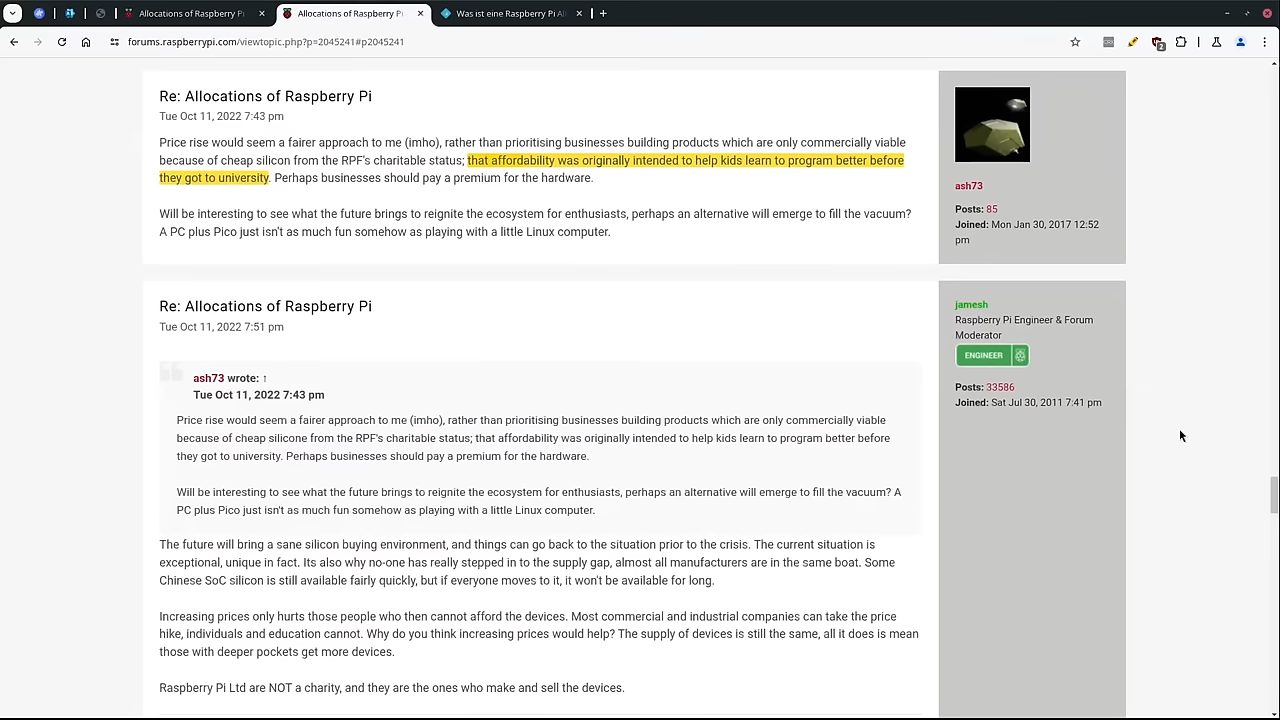 Allocations of Raspberry Pi
Allocations of Raspberry Pi
Was ist eine Raspberry Pi Al
forums.raspberrypi.com/viewtopic.php?p=2045241#p2045241
2
Re: Allocations of Raspberry Pi
Tue Oct 11, 2022 7:43 pm
Price rise would seem a fairer approach to me (imho), rather than prioritising businesses building products which are only commercially viable
because of cheap silicon from the RPF's charitable status; that affordability was originally intended to help kids learn to program better before
they got to university. Perhaps businesses should pay a premium for the hardware.
Will be interesting to see what the future brings to reignite the ecosystem for enthusiasts, perhaps an alternative will emerge to fill the vacuum?
A PC plus Pico just isn't as much fun somehow as playing with a little Linux computer.
ash73
Posts: 85
Joined: Mon Jan 30, 2017 12:52
pm
Re: Allocations of Raspberry Pi
Tue Oct 11, 2022 7:51 pm
ash73 wrote: ↑
Tue Oct 11, 2022 7:43 pm
Price rise would seem a fairer approach to me (imho), rather than prioritising businesses building products which are only commercially viable
because of cheap silicone from the RPF's charitable status; that affordability was originally intended to help kids learn to program better before
they got to university. Perhaps businesses should pay a premium for the hardware.
Will be interesting to see what the future brings to reignite the ecosystem for enthusiasts, perhaps an alternative will emerge to fill the vacuum? A
PC plus Pico just isn't as much fun somehow as playing with a little Linux computer.
The future will bring a sane silicon buying environment, and things can go back to the situation prior to the crisis. The current situation is
exceptional, unique in fact. Its also why no-one has really stepped in to the supply gap, almost all manufacturers are in the same boat. Some
Chinese SoC silicon is still available fairly quickly, but if everyone moves to it, it won't be available for long.
Increasing prices only hurts those people who then cannot afford the devices. Most commercial and industrial companies can take the price
hike, individuals and education cannot. Why do you think increasing prices would help? The supply of devices is still the same, all it does is mean
those with deeper pockets get more devices.
Raspberry Pi Ltd are NOT a charity, and they are the ones who make and sell the devices.
jamesh
Raspberry Pi Engineer & Forum
Moderator
ENGINEER
Posts: 33586
Joined: Sat Jul 30, 2011 7:41 pm